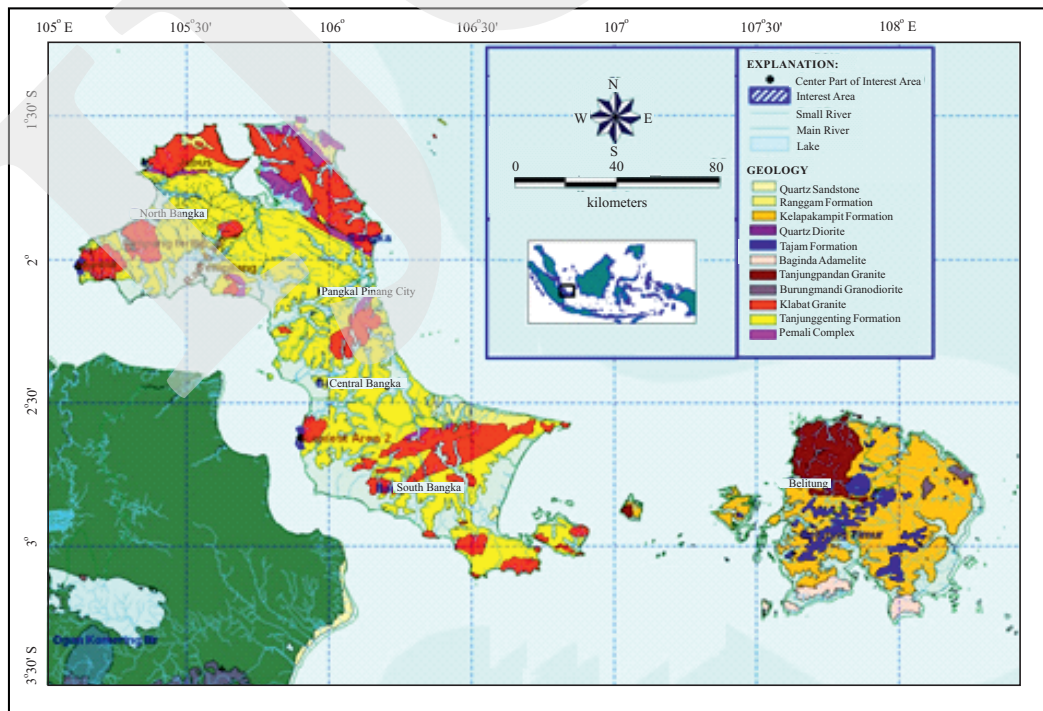 105° E
105°30'
106°
106°30'
107°
107°30'
108° E
1°30' S
2°
2°30'
3°
3°30' S
N
W E
S
0 40 80
kilometers
EXPLANATION:
Center Part of Interest Area
Interest Area
Small River
Main River
Lake
GEOLOGY
Quartz Sandstone
Ranggam Formation
Kelapakampit Formation
Quartz Diorite
Tajam Formation
Baginda Adamelite
Tanjungpandan Granite
Burungmandi Granodiorite
Klabat Granite
Tanjunggenting Formation
Pemali Complex
North Bangka
Pangkal Pinang City
Central Bangka
Area 2
South Bangka
Belitung
Timur